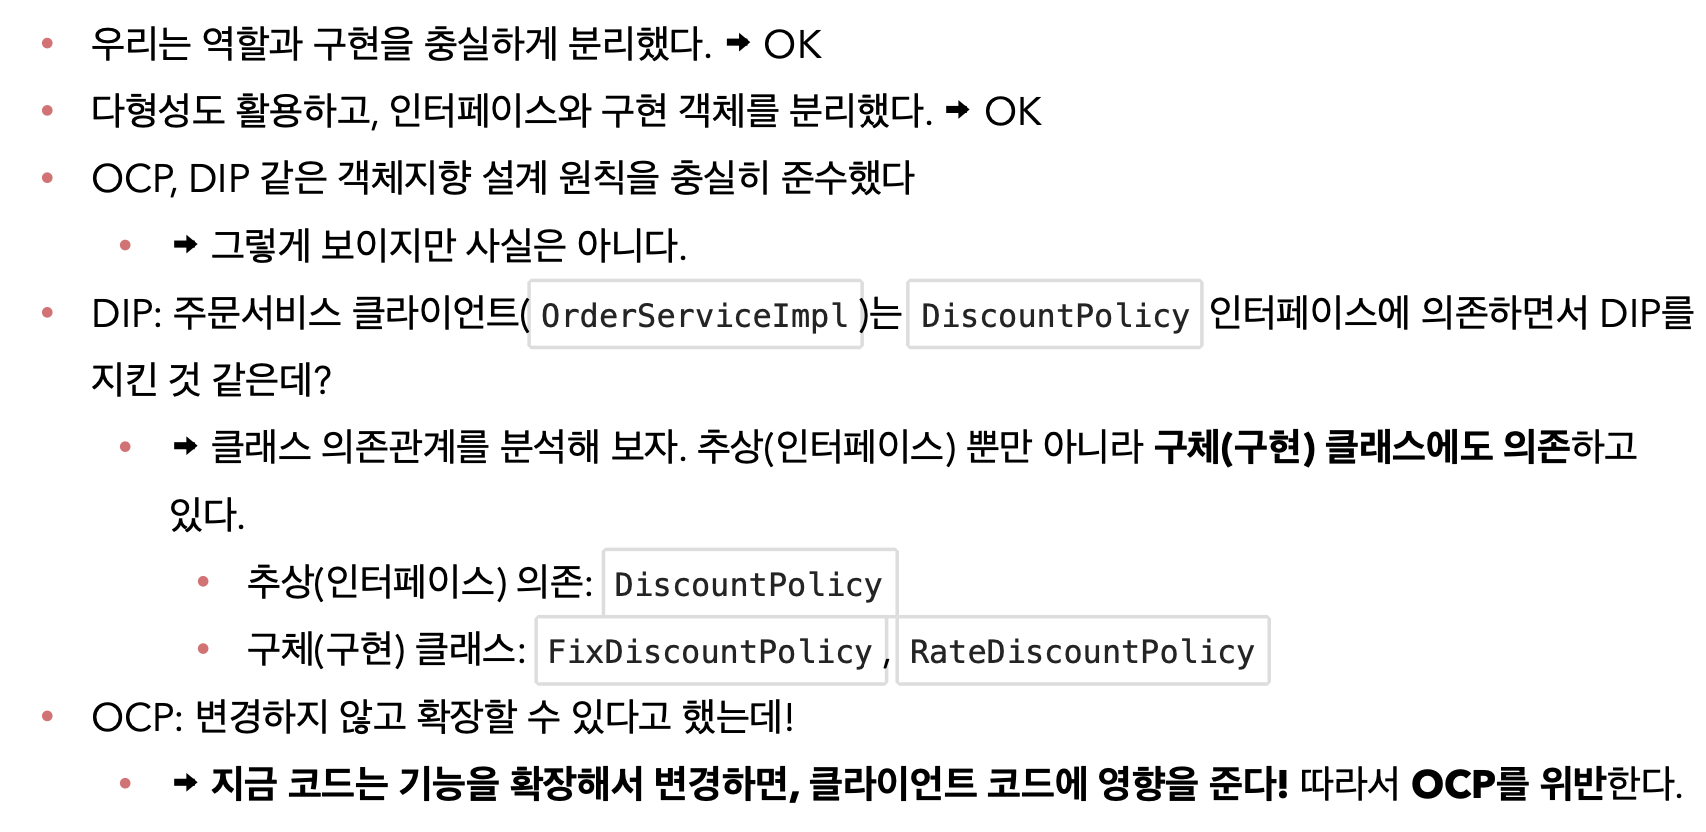 • 우리는 역할과 구현을 충실하게 분리했다. ➡ OK
• 다형성도 활용하고, 인터페이스와 구현 객체를 분리했다. ➡ OK
• OCP, DIP 같은 객체지향 설계 원칙을 충실히 준수했다
• ➡ 그렇게 보이지만 사실은 아니다.
• DIP: 주문서비스 클라이언트( OrderServiceImpl )는 DiscountPolicy 인터페이스에 의존하면서 DIP를
지킨 것 같은데?
• ➡ 클래스 의존관계를 분석해 보자. 추상(인터페이스) 뿐만 아니라 구체(구현) 클래스에도 의존하고
있다.
• 추상(인터페이스) 의존: DiscountPolicy
• 구체(구현) 클래스: FixDiscountPolicy , RateDiscountPolicy
• OCP: 변경하지 않고 확장할 수 있다고 했는데!
• ➡ 지금 코드는 기능을 확장해서 변경하면, 클라이언트 코드에 영향을 준다! 따라서 OCP를 위반한다.